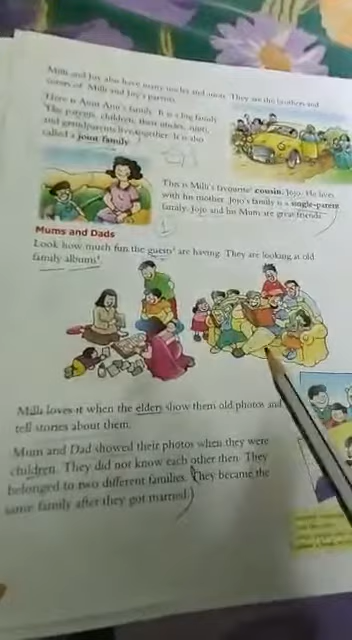 Milli and Joy also have many uncles and aunts. They are the brothers and
sisters of Milli and Joy's parents.
Here is Aunt Ann's family. It is a big family.
The parents, children, their uncles, aunts,
and grandparents live together. It is also
called a joint family.
This is Milli's favourite cousin, Jojo. He lives
with his mother. Jojo's family is a single-parent
family. Jojo and his Mum are great friends.
Mums and Dads
Look how much fun the guests are having. They are looking at old
family albums.
Milli loves it when the elders show them old photos and
tell stories about them.
Mum and Dad showed their photos when they were
children. They did not know each other then. They
belonged to two different families. They became the
same family after they got married.